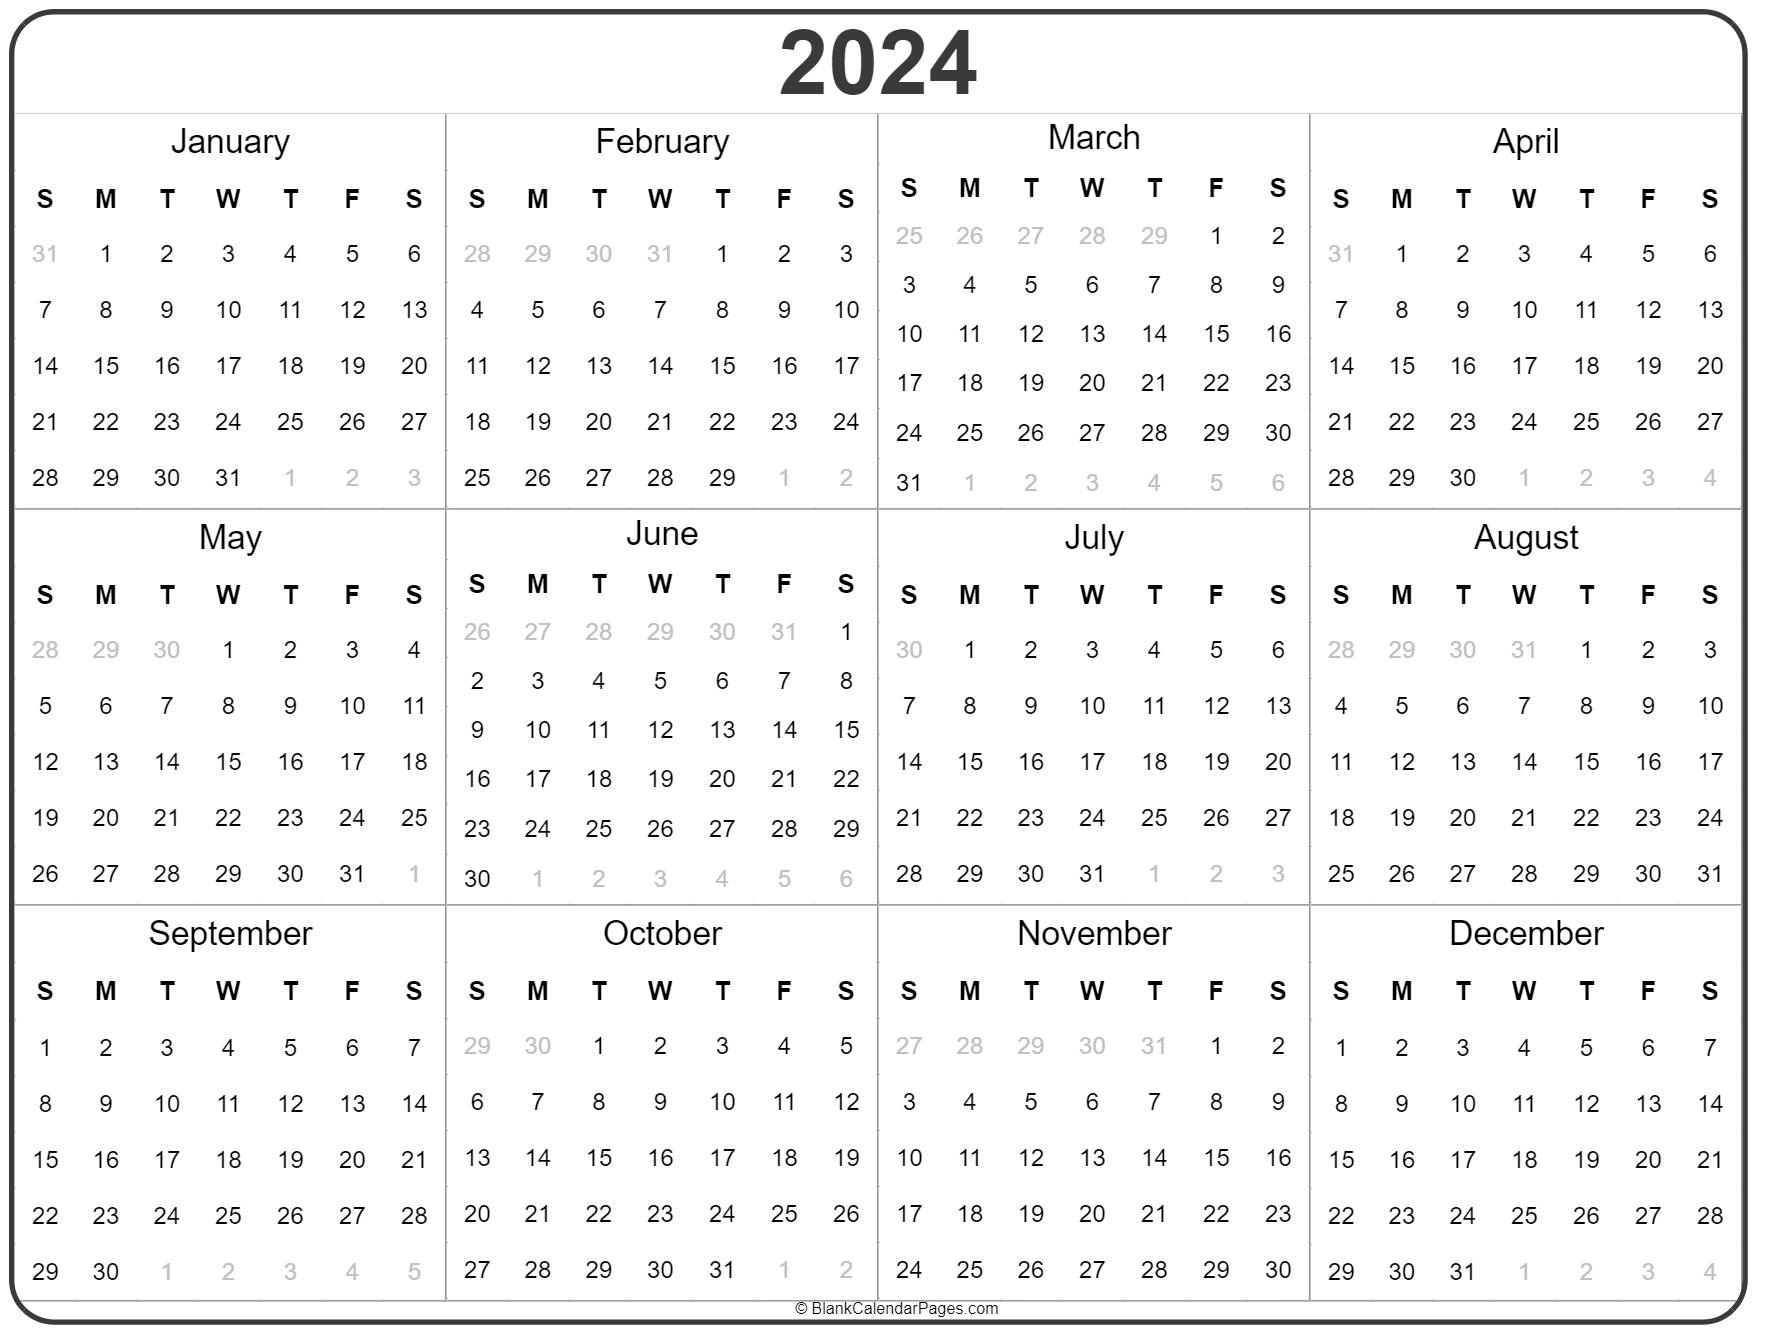 2024
January
S M T W T F S
31 1 2 3 4 5 6
7 8 9 10 11 12 13
14 15 16 17 18 19 20
21 22 23 24 25 26 27
28 29 30 31 1 2 3
February
S M T W T F S
28 29 30 31 1 2 3
4 5 6 7 8 9 10
11 12 13 14 15 16 17
18 19 20 21 22 23 24
25 26 27 28 29 1 2
March
S M T W T F S
25 26 27 28 29 1 2
3 4 5 6 7 8 9
10 11 12 13 14 15 16
17 18 19 20 21 22 23
24 25 26 27 28 29 30
31 1 2 3 4 5 6
April
S M T W T F S
31 1 2 3 4 5 6
7 8 9 10 11 12 13
14 15 16 17 18 19 20
21 22 23 24 25 26 27
28 29 30 1 2 3 4
May
S M T W T F S
28 29 30 1 2 3 4
5 6 7 8 9 10 11
12 13 14 15 16 17 18
19 20 21 22 23 24 25
26 27 28 29 30 31 1
June
S M T W T F S
26 27 28 29 30 31 1
2 3 4 5 6 7 8
9 10 11 12 13 14 15
16 17 18 19 20 21 22
23 24 25 26 27 28 29
30 1 2 3 4 5 6
July
S M T W T F S
30 1 2 3 4 5 6
7 8 9 10 11 12 13
14 15 16 17 18 19 20
21 22 23 24 25 26 27
28 29 30 31 1 2 3
August
S M T W T F S
28 29 30 31 1 2 3
4 5 6 7 8 9 10
11 12 13 14 15 16 17
18 19 20 21 22 23 24
25 26 27 28 29 30 31
September
S M T W T F S
1 2 3 4 5 6 7
8 9 10 11 12 13 14
15 16 17 18 19 20 21
22 23 24 25 26 27 28
29 30 1 2 3 4 5
October
S M T W T F S
29 30 1 2 3 4 5
6 7 8 9 10 11 12
13 14 15 16 17 18 19
20 21 22 23 24 25 26
27 28 29 30 31 1 2
November
S M T W T F S
27 28 29 30 31 1 2
3 4 5 6 7 8 9
10 11 12 13 14 15 16
17 18 19 20 21 22 23
24 25 26 27 28 29 30
December
S M T W T F S
1 2 3 4 5 6 7
8 9 10 11 12 13 14
15 16 17 18 19 20 21
22 23 24 25 26 27 28
29 30 31 1 2 3 4
© BlankCalendarPages.com